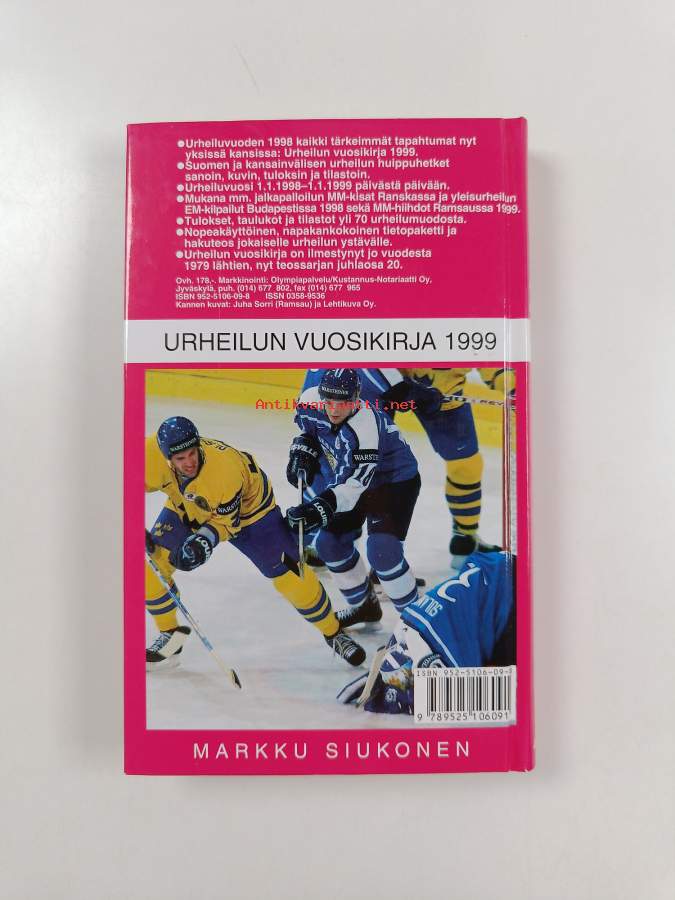 ●Urheiluvuoden 1998 kaikki tärkeimmät tapahtumat nyt
yksissä kansissa: Urheilun vuosikirja 1999.
●Suomen ja kansainvälisen urheilun huippuhetket
sanoin, kuvin, tuloksin ja tilastoin.
●Urheiluvuosi 1.1.1998–1.1.1999 päivästä päivään.
●Mukana mm. jalkapalloilun MM-kisat Ranskassa ja yleisurheilun
EM-kilpailut Budapestissa 1998 sekä MM-hiihdot Ramsaussa 1999.
●Tulokset, taulukot ja tilastot yli 70 urheilumuodosta.
●Nopeakäyttöinen, napakankokoinen tietopaketti ja
hakuteos jokaiselle urheilun ystävälle.
●Urheilun vuosikirja on ilmestynyt jo vuodesta
1979 lähtien, nyt teossarjan juhlaosa 20.
Ovh. 178,-. Markkinointi: Olympiapalvelu/Kustannus-Notariaatti Oy,
Jyväskylä, puh. (014) 677 802, fax (014) 677 965
ISBN 952-5106-09-8 ISSN 0358-9536
Kannen kuvat: Juha Sorri (Ramsau) ja Lehtikuva Oy.
URHEILUN VUOSIKIRJA 1999
Antikvariaatti.net
WARSTEINER
WARSTEINER
WARSTEINER
ISBN 952-5106-09-
9 789525 106091
MARKKU SIUKONEN